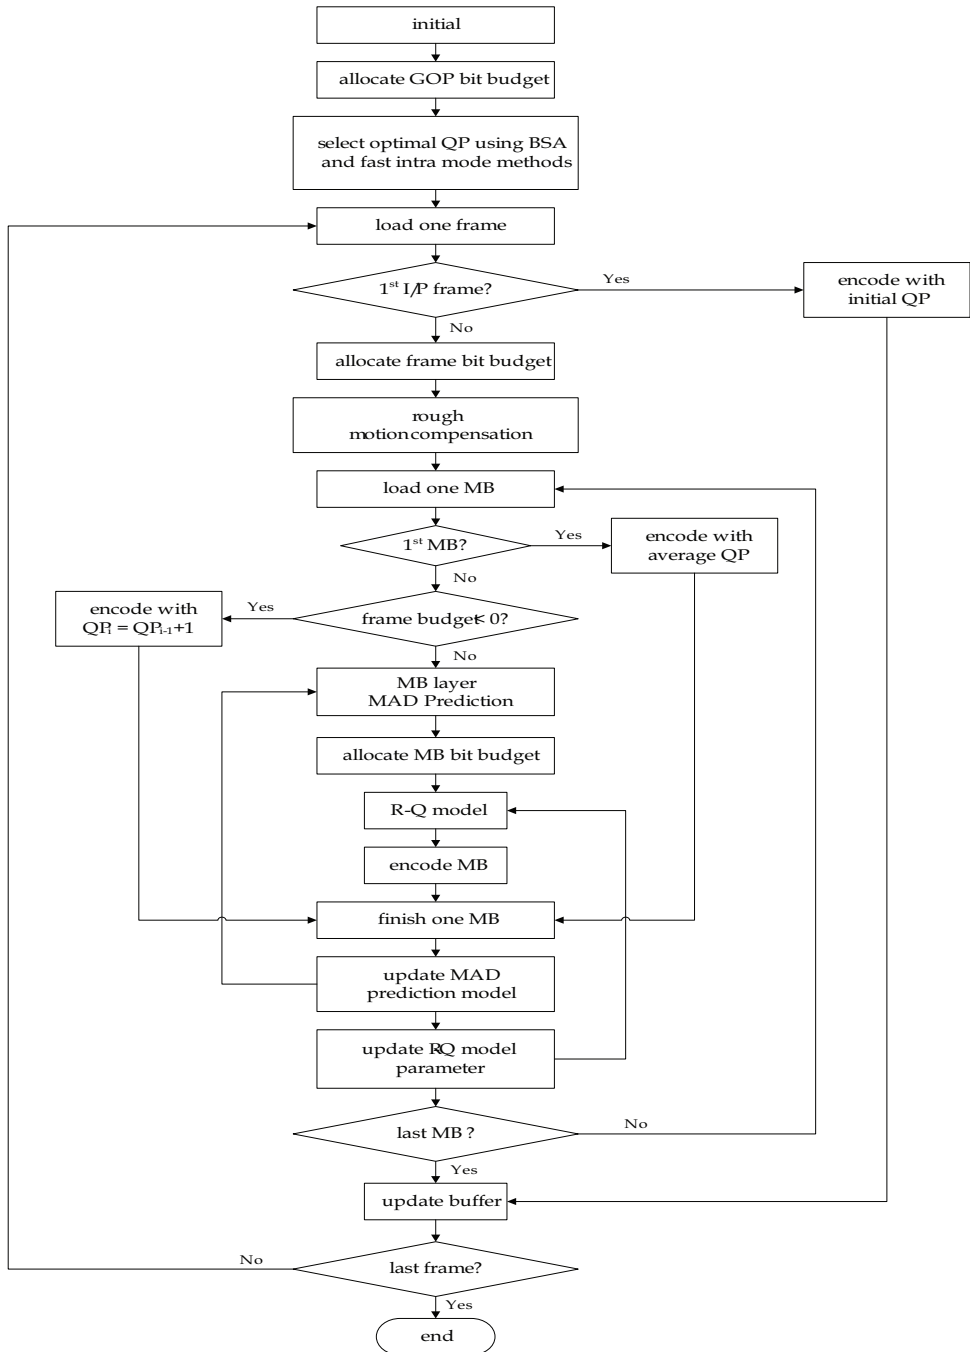 initial
allocate GOP bit budget
select optimal QP using BSA
and fast intra mode methods
load one frame
1st I/P frame?
Yes
encode with
initial QP
No
allocate frame bit budget
rough
motion compensation
load one MB
1st MB?
Yes
encode with
average QP
No
encode with
QPi = QPi-1+1
Yes
frame budget< 0?
No
MB layer
MAD Prediction
allocate MB bit budget
R-Q model
encode MB
finish one MB
update MAD
prediction model
update R-Q model
parameter
last MB ?
No
Yes
update buffer
No
last frame?
Yes
end